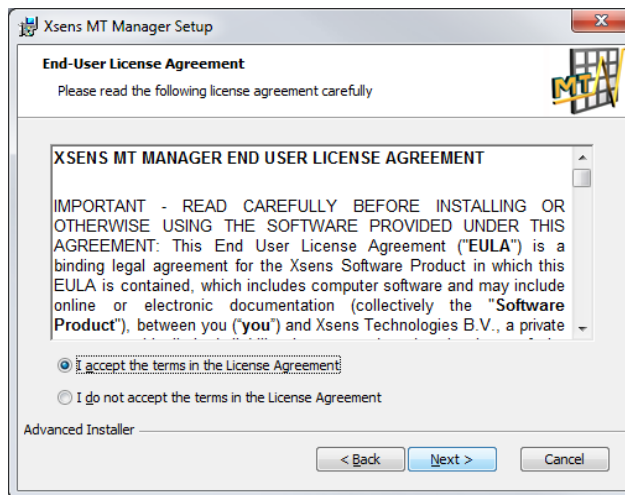 Xsens MT Manager Setup
End-User License Agreement
Please read the following license agreement carefully
MT
XSENS MT MANAGER END USER LICENSE AGREEMENT
IMPORTANT - READ CAREFULLY BEFORE INSTALLING OR
OTHERWISE USING THE SOFTWARE PROVIDED UNDER THIS
AGREEMENT: This End User License Agreement ("EULA") is a
binding legal agreement for the Xsens Software Product in which this
EULA is contained, which includes computer software and may include
online or electronic documentation (collectively the "Software
Product"), between you ("you") and Xsens Technologies B.V., a private
I accept the terms in the License Agreement
I do not accept the terms in the License Agreement
Advanced Installer
< Back
Next >
Cancel